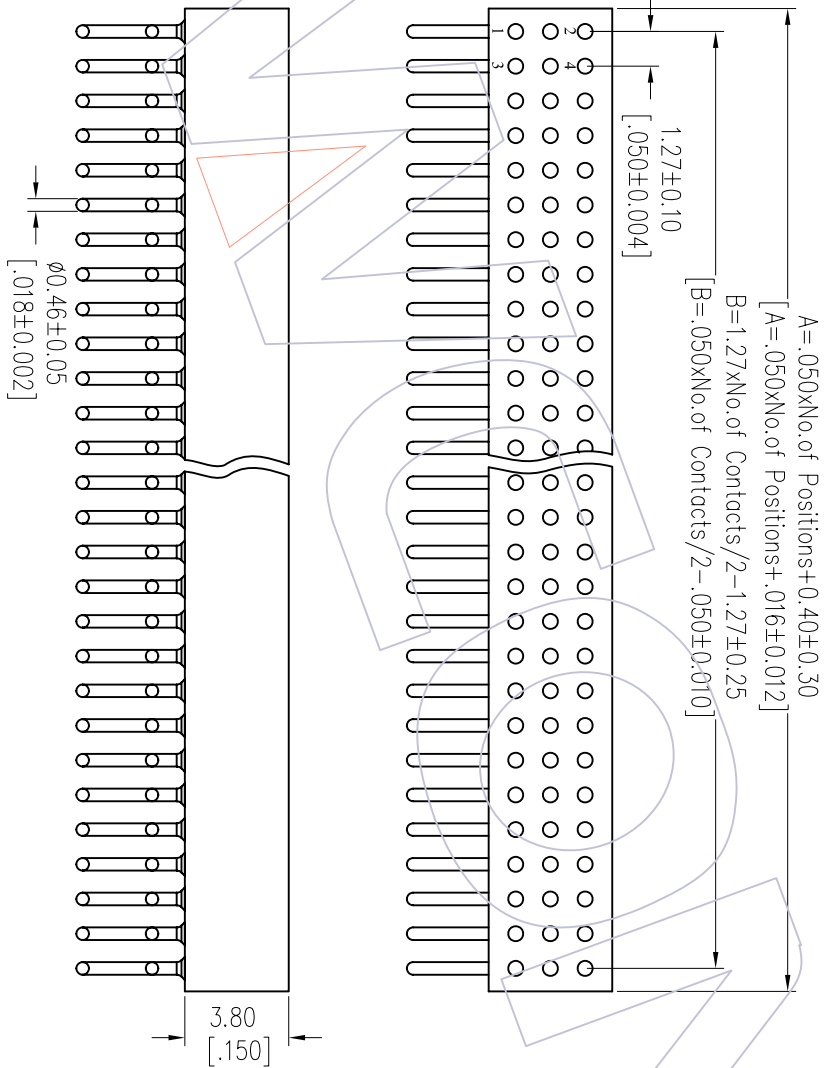 A=.050xNo.of Positions+0.40±0.30
[A=.050xNo.of Positions+.016±0.012]
B=1.27xNo.of Contacts/2-1.27±0.25
[B=.050xNo.of Contacts/2-.050±0.010]
1.27±0.10
[.050±0.004]
1
2
3
4
ø0.46±0.05
[.018±0.002]
3.80
[.150]